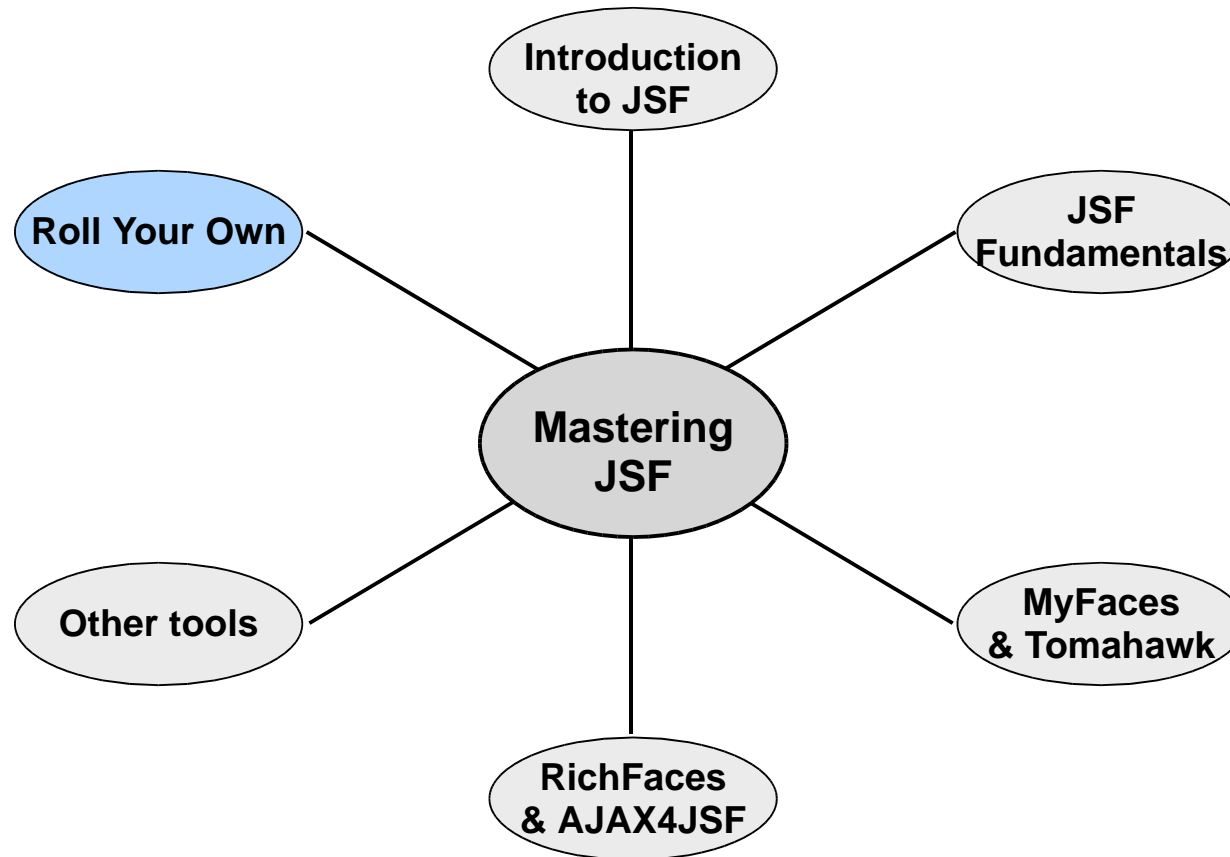 Introduction
to JSF
Roll Your Own
JSF
Fundamentals
Mastering
JSF
Other tools
MyFaces
& Tomahawk
RichFaces
& AJAX4JSF